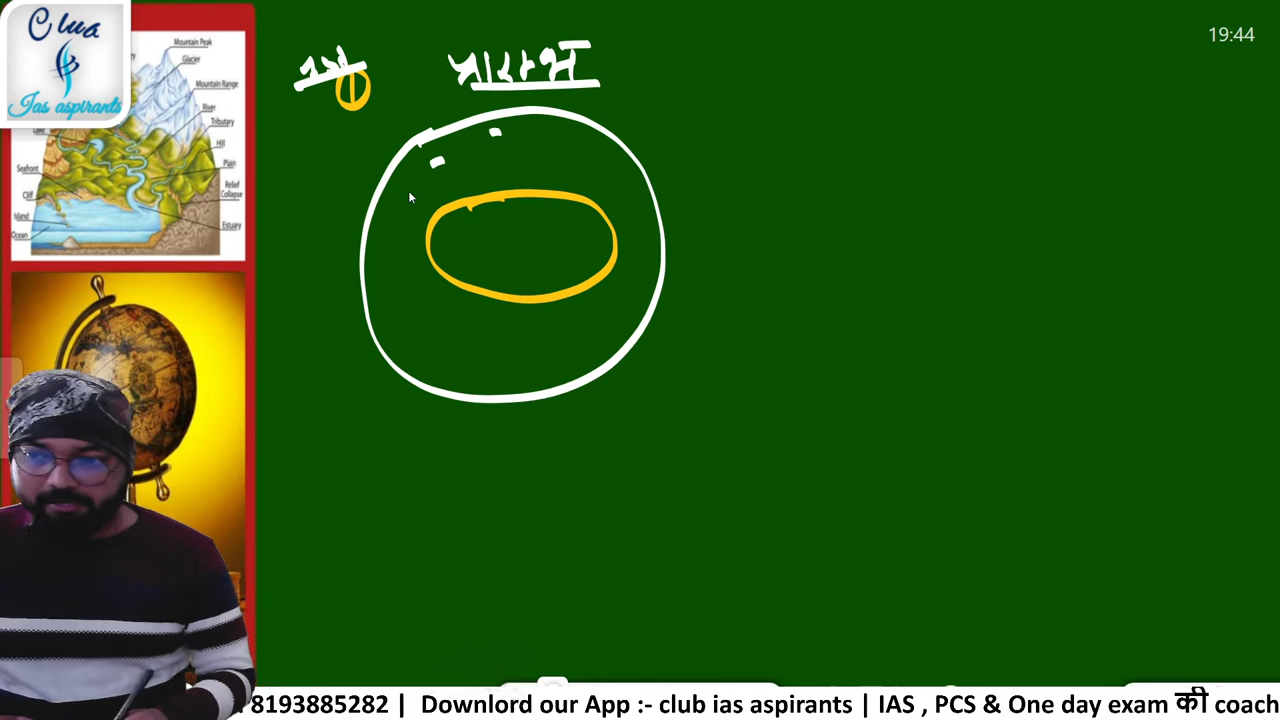 Club
Ias aspirants
19:44
Mountain Peak
Glacier
Mountain Range
River
Tributary
Hill
Plain
Relief
Collapse
Estuary
Lake
Seafront
Cliff
Island
Ocean
8193885282 | Downlord our App :- club ias aspirants | IAS , PCS & One day exam की coach